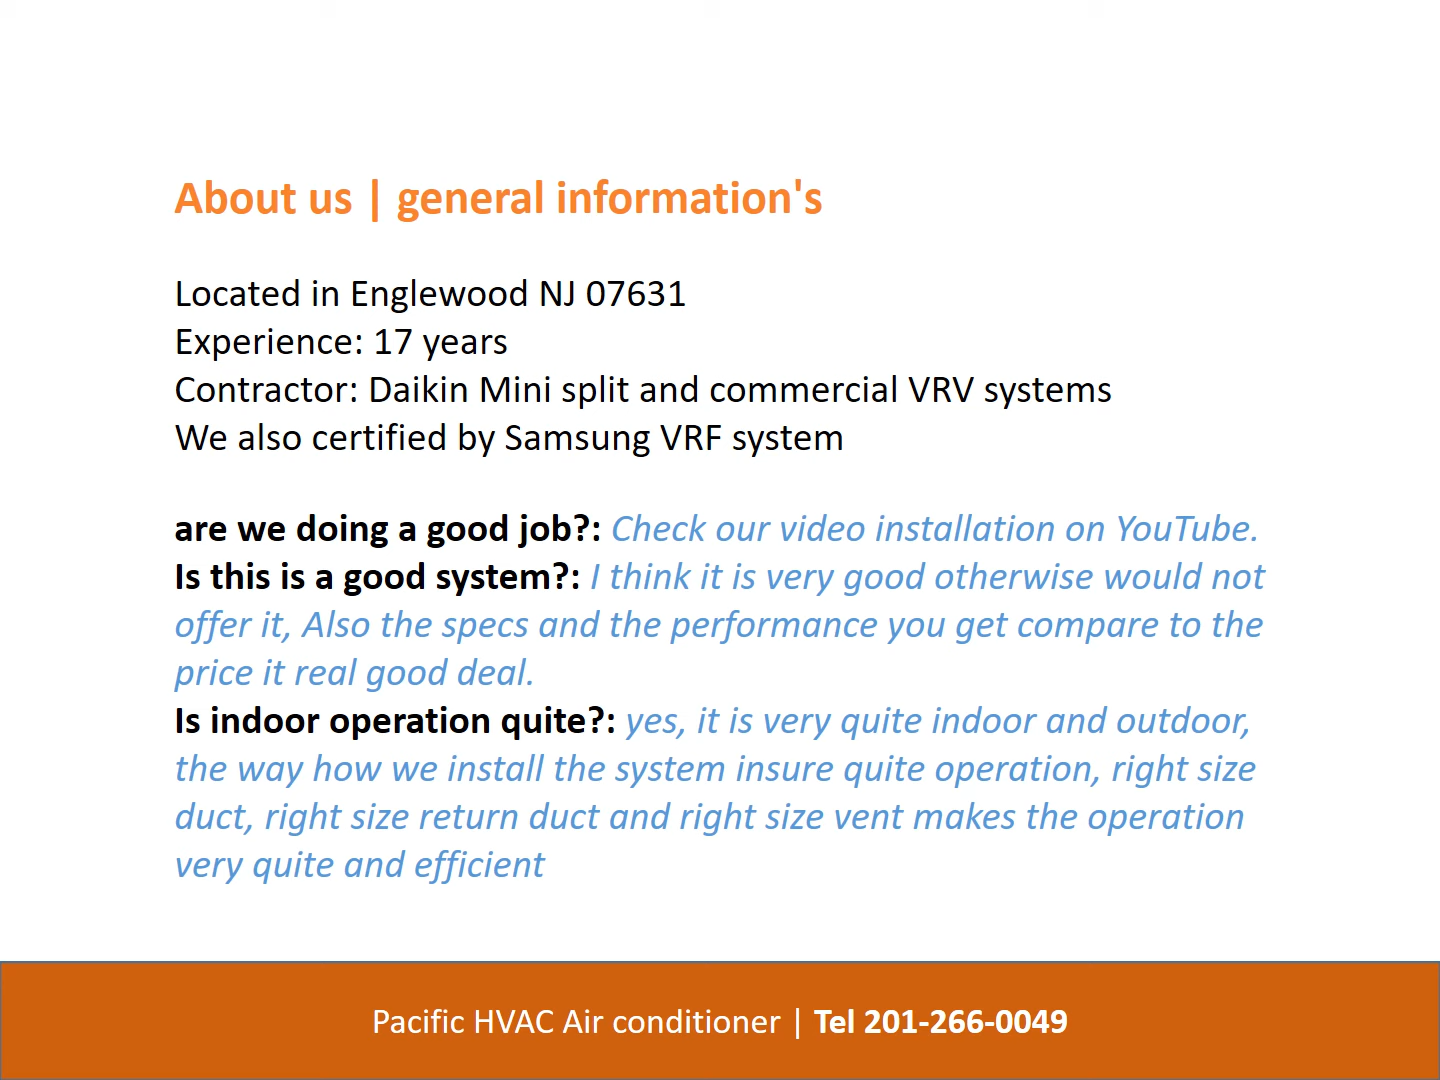 About us | general information's
Located in Englewood NJ 07631
Experience: 17 years
Contractor: Daikin Mini split and commercial VRV systems
We also certified by Samsung VRF system
are we doing a good job?: Check our video installation on YouTube.
Is this is a good system?: I think it is very good otherwise would not
offer it, Also the specs and the performance you get compare to the
price it real good deal.
Is indoor operation quite?: yes, it is very quite indoor and outdoor,
the way how we install the system insure quite operation, right size
duct, right size return duct and right size vent makes the operation
very quite and efficient
Pacific HVAC Air conditioner | Tel 201-266-0049